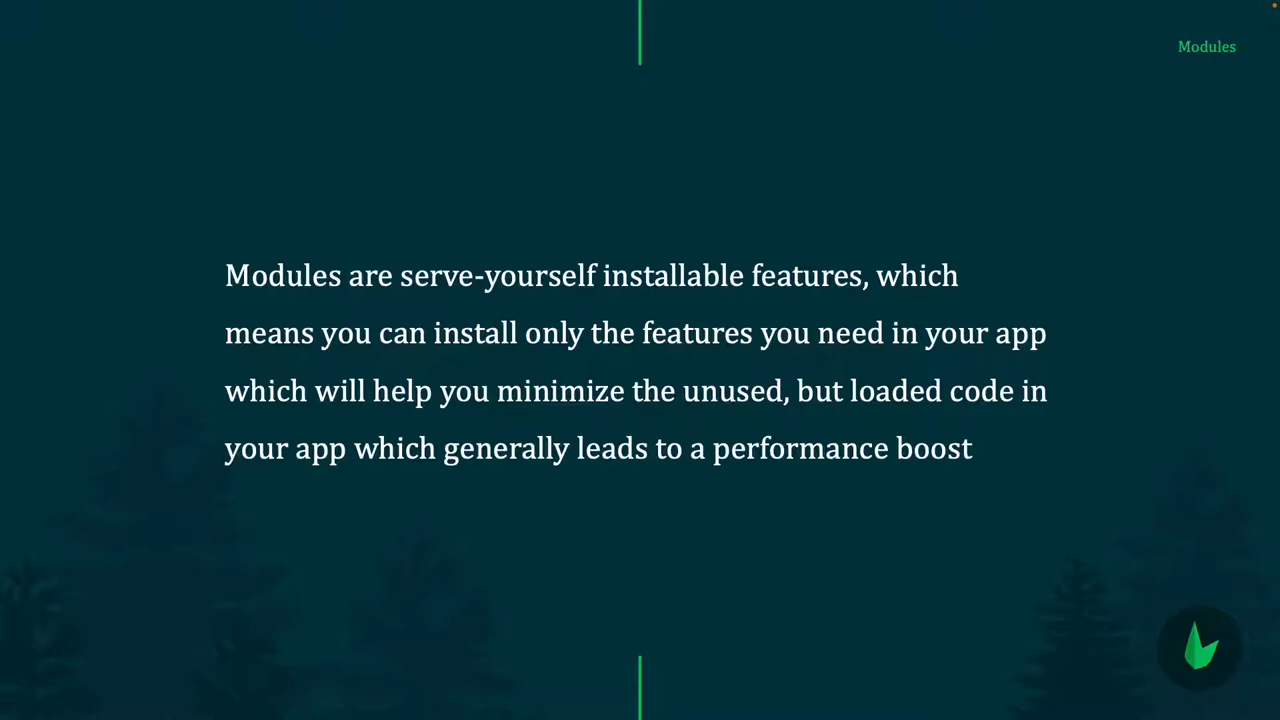 Modules
Modules are serve-yourself installable features, which
means you can install only the features you need in your app
which will help you minimize the unused, but loaded code in
your app which generally leads to a performance boost